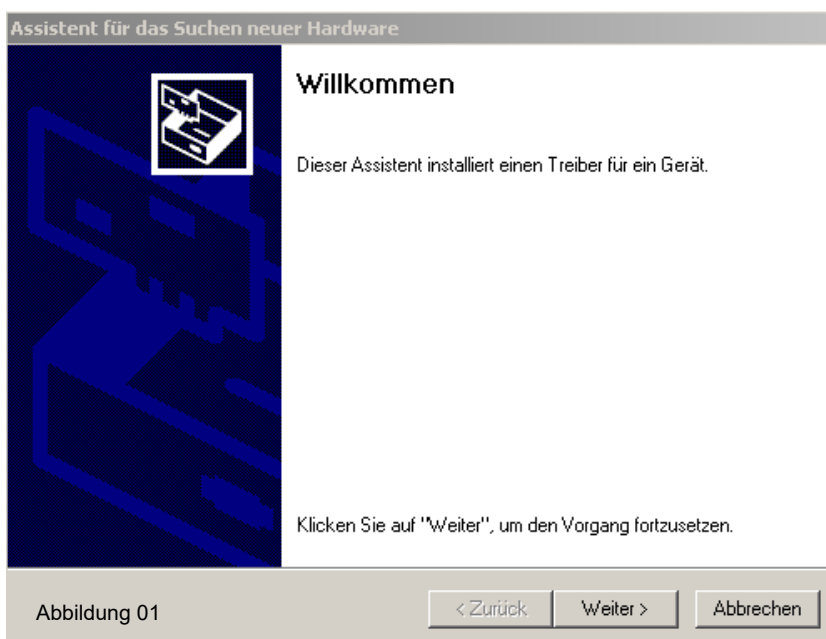 Assistent für das Suchen neuer Hardware
Willkommen
Dieser Assistent installiert einen Treiber für ein Gerät.
Klicken Sie auf "Weiter", um den Vorgang fortzusetzen.
Abbildung 01
< Zurück
Weiter >
Abbrechen